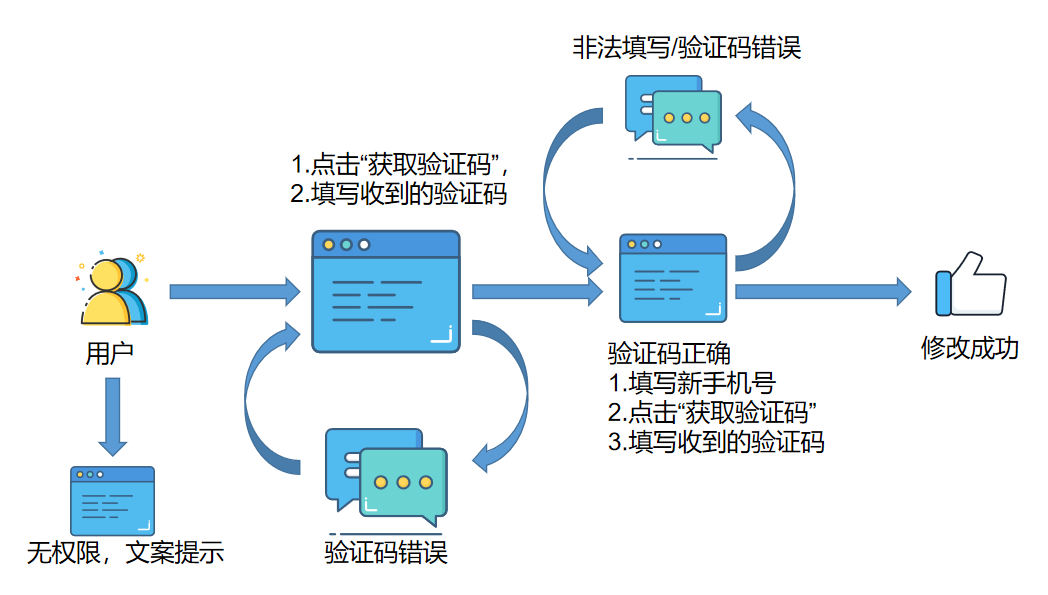 非法填写/验证码错误
1.点击“获取验证码”,
2.填写收到的验证码
用户
验证码正确
1.填写新手机号
2.点击“获取验证码”
3.填写收到的验证码
修改成功
无权限，文案提示
验证码错误